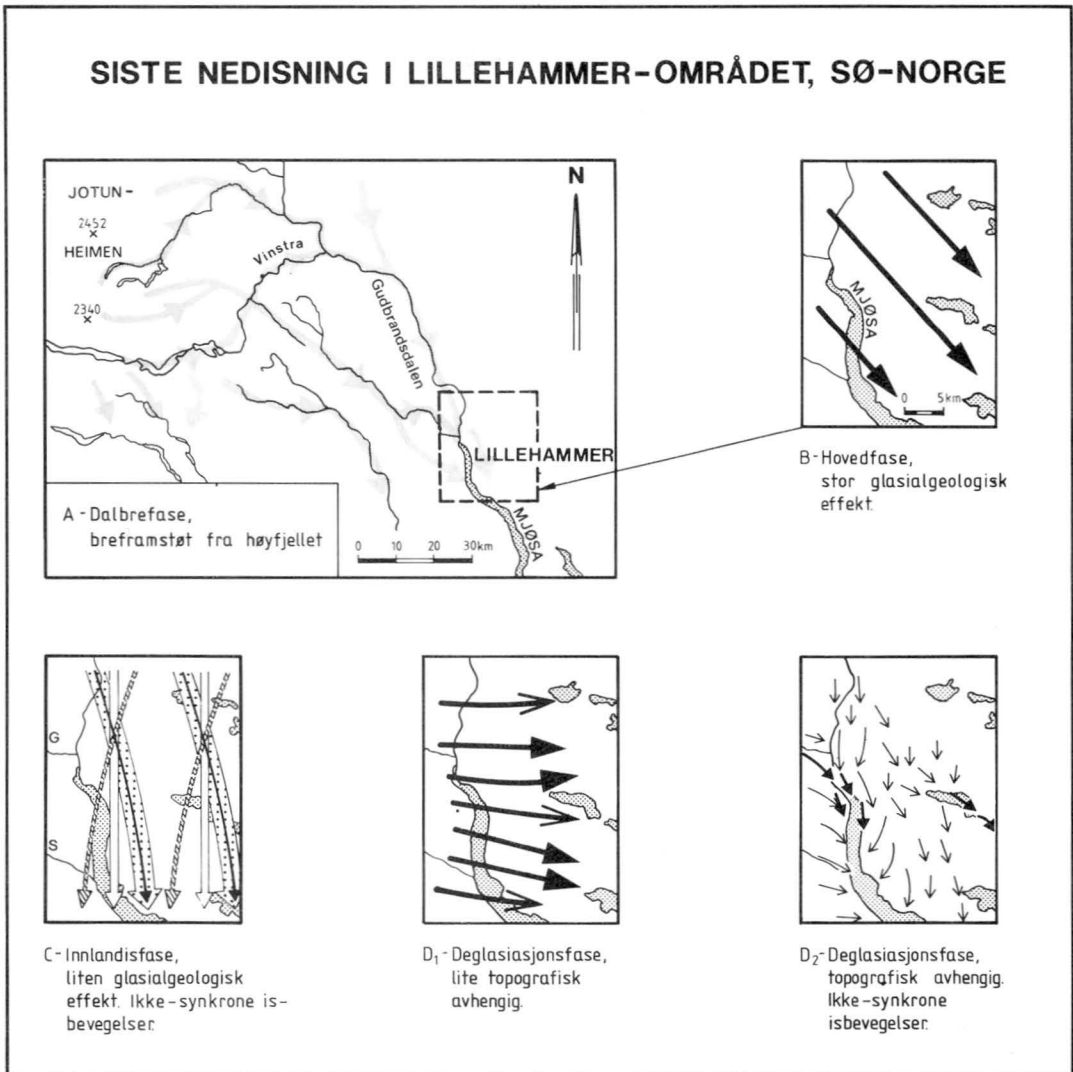 SISTE NEDISNING I LILLEHAMMER-OMRÅDET, SØ-NORGE
JOTUN-
2452
HEIMEN
2340
Vinstra
Gudbrandsdalen
N
LILLEHAMMER
MJØSA
A - Dalbrefase,
breframstøt fra høyfjellet
0 10 20 30km
MJØSA
0 5km
B-Hovedfase,
stor glasialgeologisk
effekt.
G
S
C-Innlandisfase,
liten glasialgeologisk
effekt. Ikke-synkrone is-
bevegelser.
D₁-Deglasiasjonsfase,
lite topografisk
avhengig.
D₂-Deglasiasjonsfase,
topografisk avhengig.
Ikke-synkrone
isbevegelser.